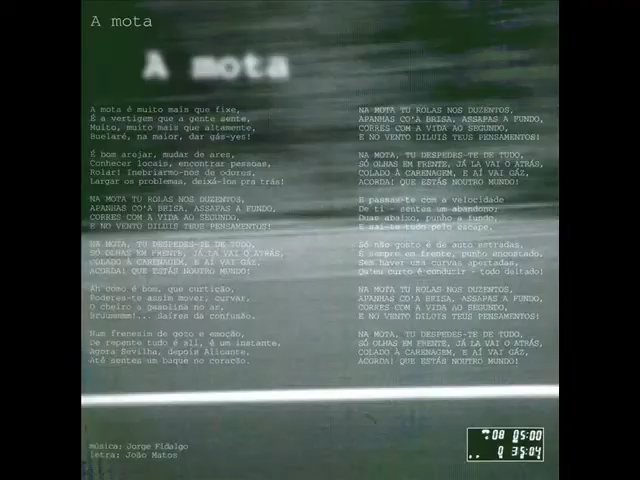 A mota
A mota
A mota é muito mais que fixe,
É a vertigem que a gente sente,
Muito, muito mais que altamente,
Buelaré, na maior, dar gás-yes!
É bom arejar, mudar de ares,
Conhecer locais, encontrar pessoas,
Rolar! Inebriarmo-nos de odores,
Largar os problemas, deixá-los pra trás!
NA MOTA TU ROLAS NOS DUZENTOS,
APANHAS CO'A BRISA, ASSAPAS A FUNDO,
CORRES COM A VIDA AO SEGUNDO,
E NO VENTO DILUIS TEUS PENSAMENTOS!
NA MOTA, TU DESPEDES-TE DE TUDO,
SÓ OLHAS EM FRENTE, JÁ LA VAI O ATRÁS,
COLADO À CARENAGEM, E AÍ VAI GÁZ,
ACORDA! QUE ESTÁS NOUTRO MUNDO!
Ah como é bom, que curtição,
Poderes-te assim mover, curvar,
O cheiro a gasolina no ar,
Bruummmm!... Saíres da confusão.
Num frenesim de gozo e emoção,
De repente tudo é ali, é um instante.
Agora Sevilha, depois Alicante,
Até sentes um baque no coração.
NA MOTA TU ROLAS NOS DUZENTOS,
APANHAS CO'A BRISA, ASSAPAS A FUNDO,
CORRES COM A VIDA AO SEGUNDO,
E NO VENTO DILUIS TEUS PENSAMENTOS!
NA MOTA, TU DESPEDES-TE DE TUDO,
SÓ OLHAS EM FRENTE, JÁ LA VAI O ATRÁS,
COLADO À CARENAGEM, E AÍ VAI GÁZ,
ACORDA! QUE ESTÁS NOUTRO MUNDO!
E passas-te com a velocidade
De ti - sentes um abandono;
Duas abaixo, punho a fundo,
E sai-te tudo pelo escape.
Só não gosto é de auto estradas,
É sempre em frente, punho encostado.
Sem haver umas curvas apertadas,
Qu'eu curto é conduzir - todo deitado!
NA MOTA TU ROLAS NOS DUZENTOS,
APANHAS CO'A BRISA, ASSAPAS A FUNDO,
CORRES COM A VIDA AO SEGUNDO,
E NO VENTO DILUIS TEUS PENSAMENTOS!
NA MOTA, TU DESPEDES-TE DE TUDO,
SÓ OLHAS EM FRENTE, JÁ LA VAI O ATRÁS,
COLADO À CARENAGEM, E AÍ VAI GÁZ,
ACORDA! QUE ESTÁS NOUTRO MUNDO!
música: Jorge Fidalgo
letra: João Matos
08 05:00
0 35:04